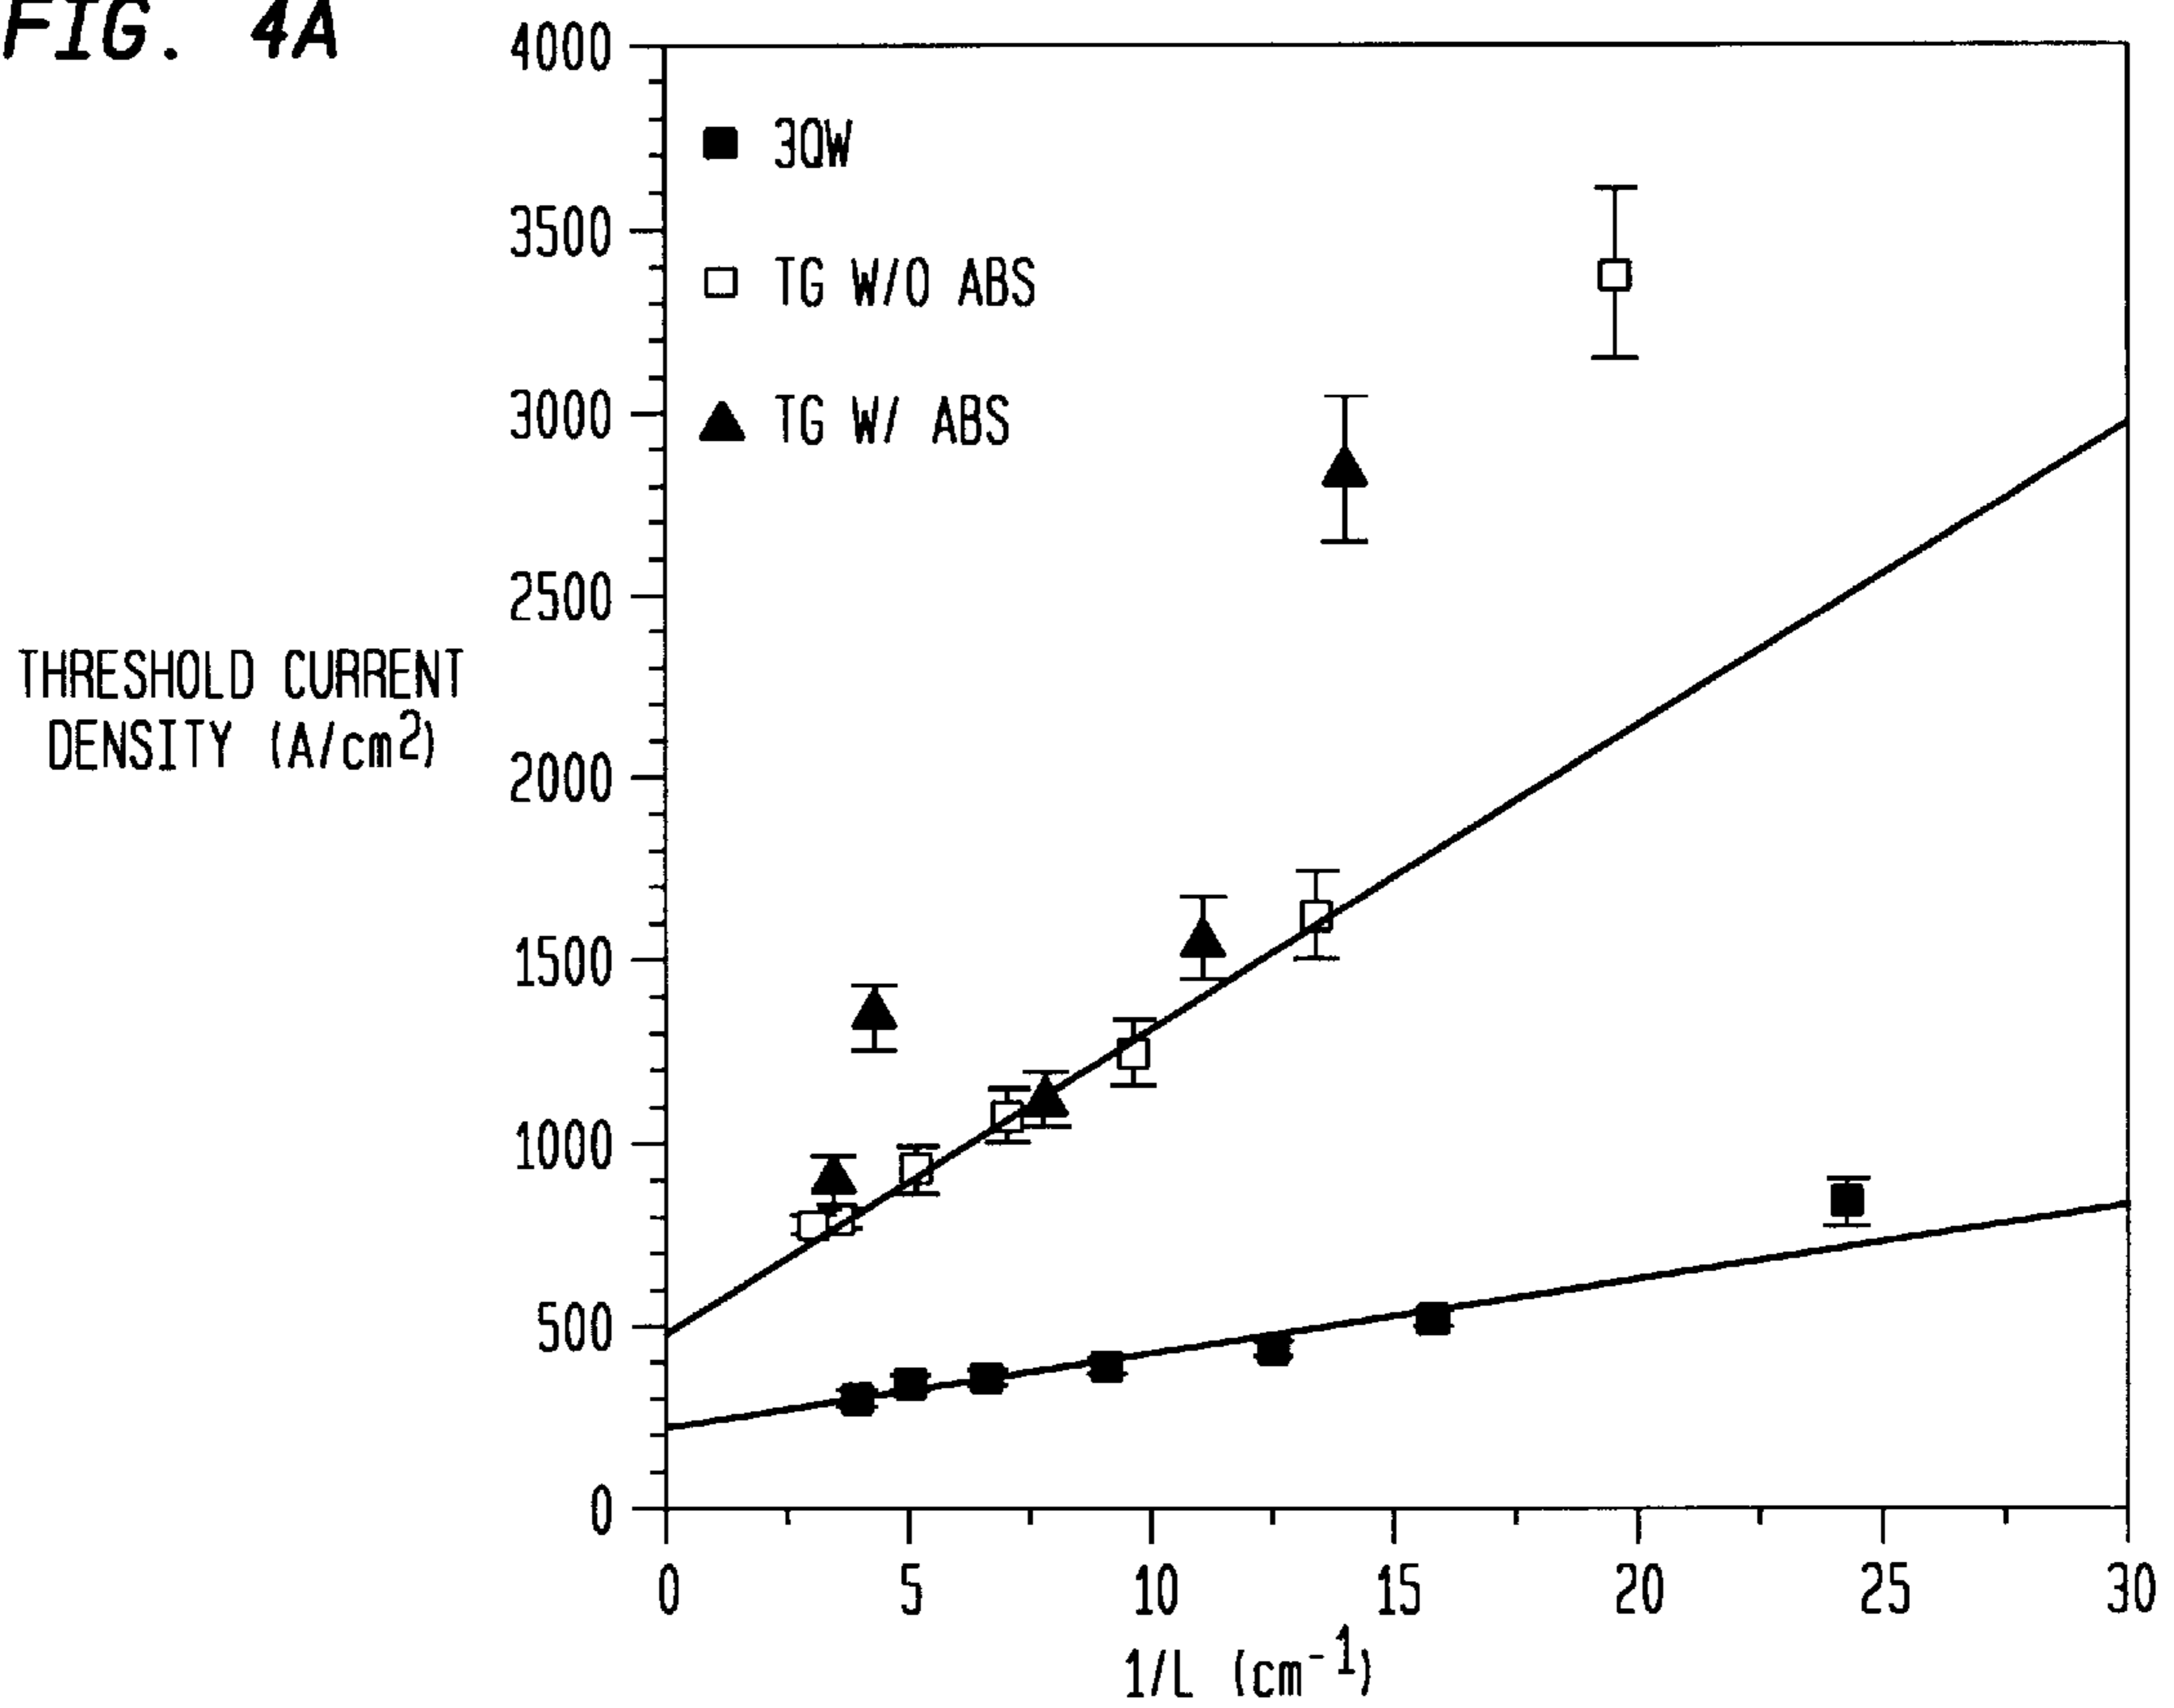 FIG. 4A
4000
3500
3000
2500
2000
1500
1000
500
0
3QW
TG W/O ABS
TG W/ ABS
THRESHOLD CURRENT
DENSITY (A/cm²)
0 5 10 15 20 25 30
1/L (cm⁻¹)